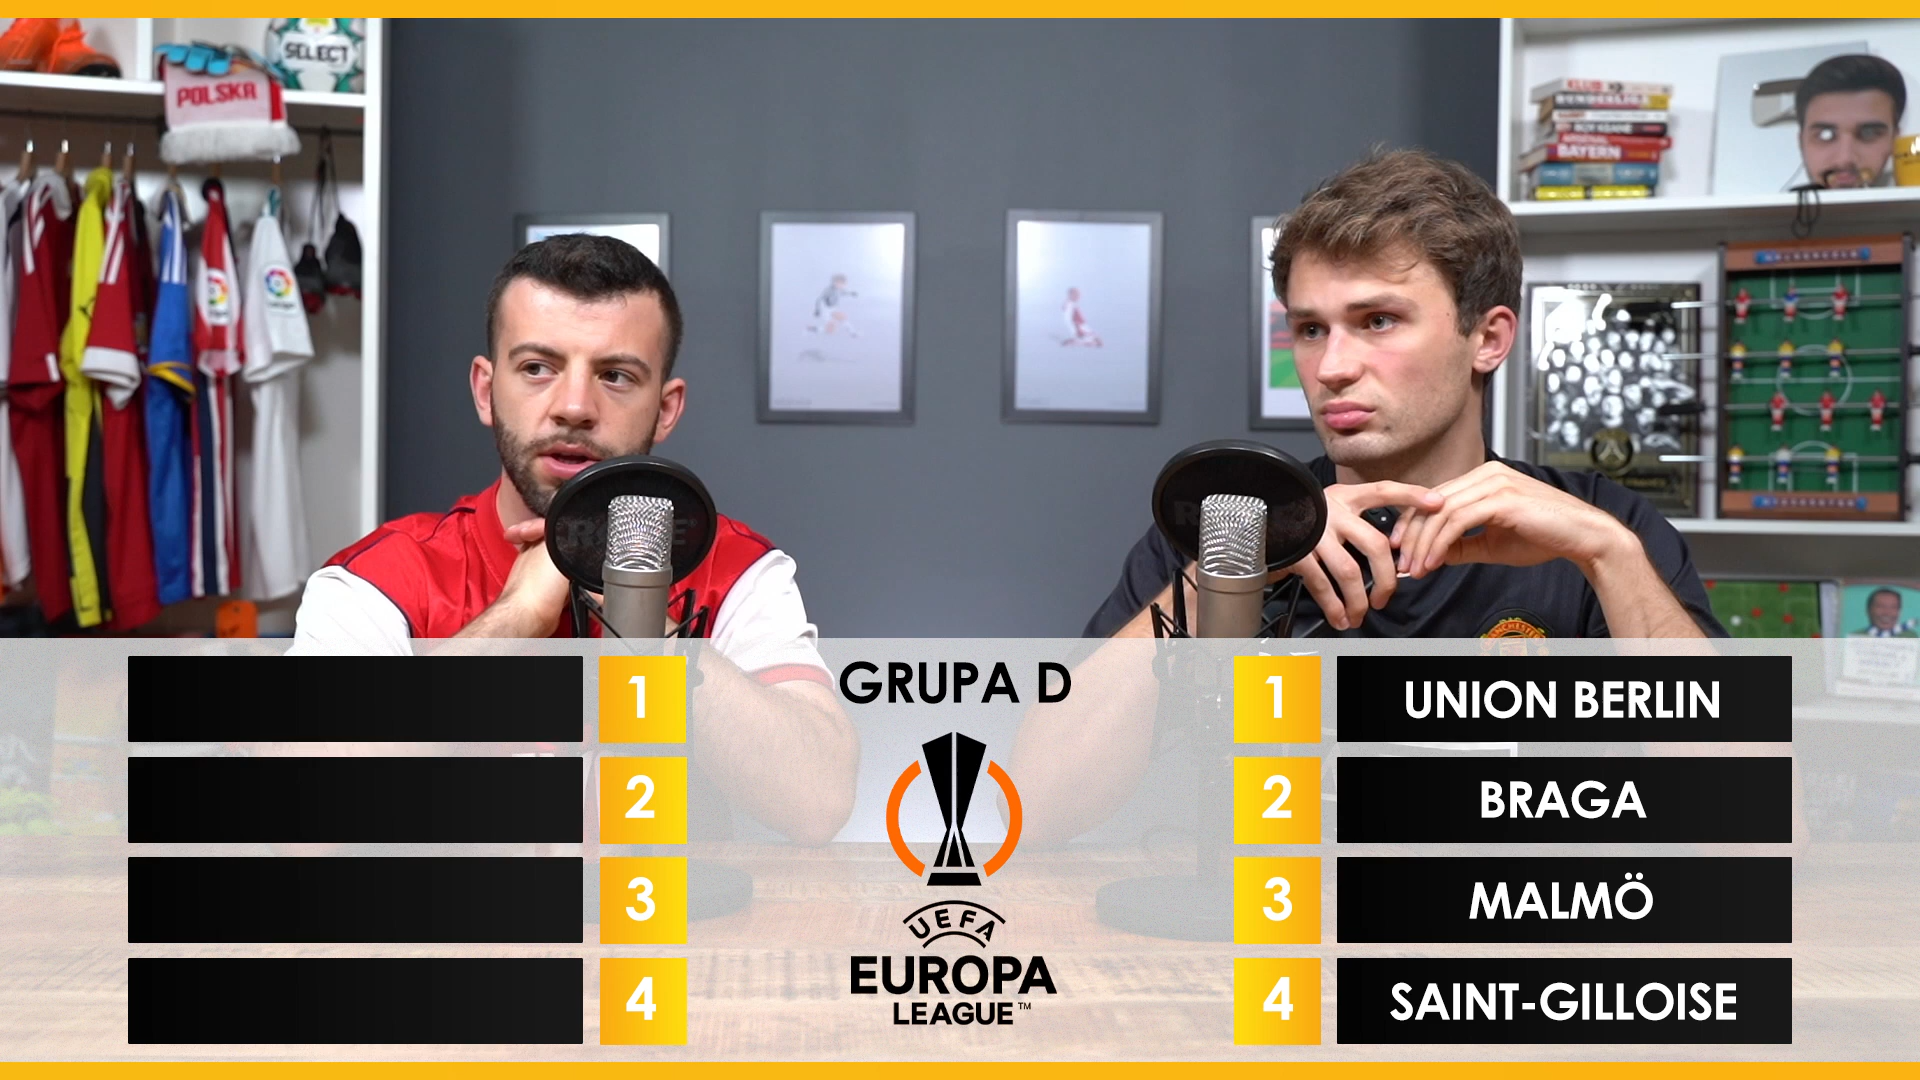 SELECT
POLSKA
BAYERN
GRUPA D
1
2
3
4
1 UNION BERLIN
2 BRAGA
3 MALMÖ
4 SAINT-GILLOISE
UEFA
EUROPA
LEAGUE™